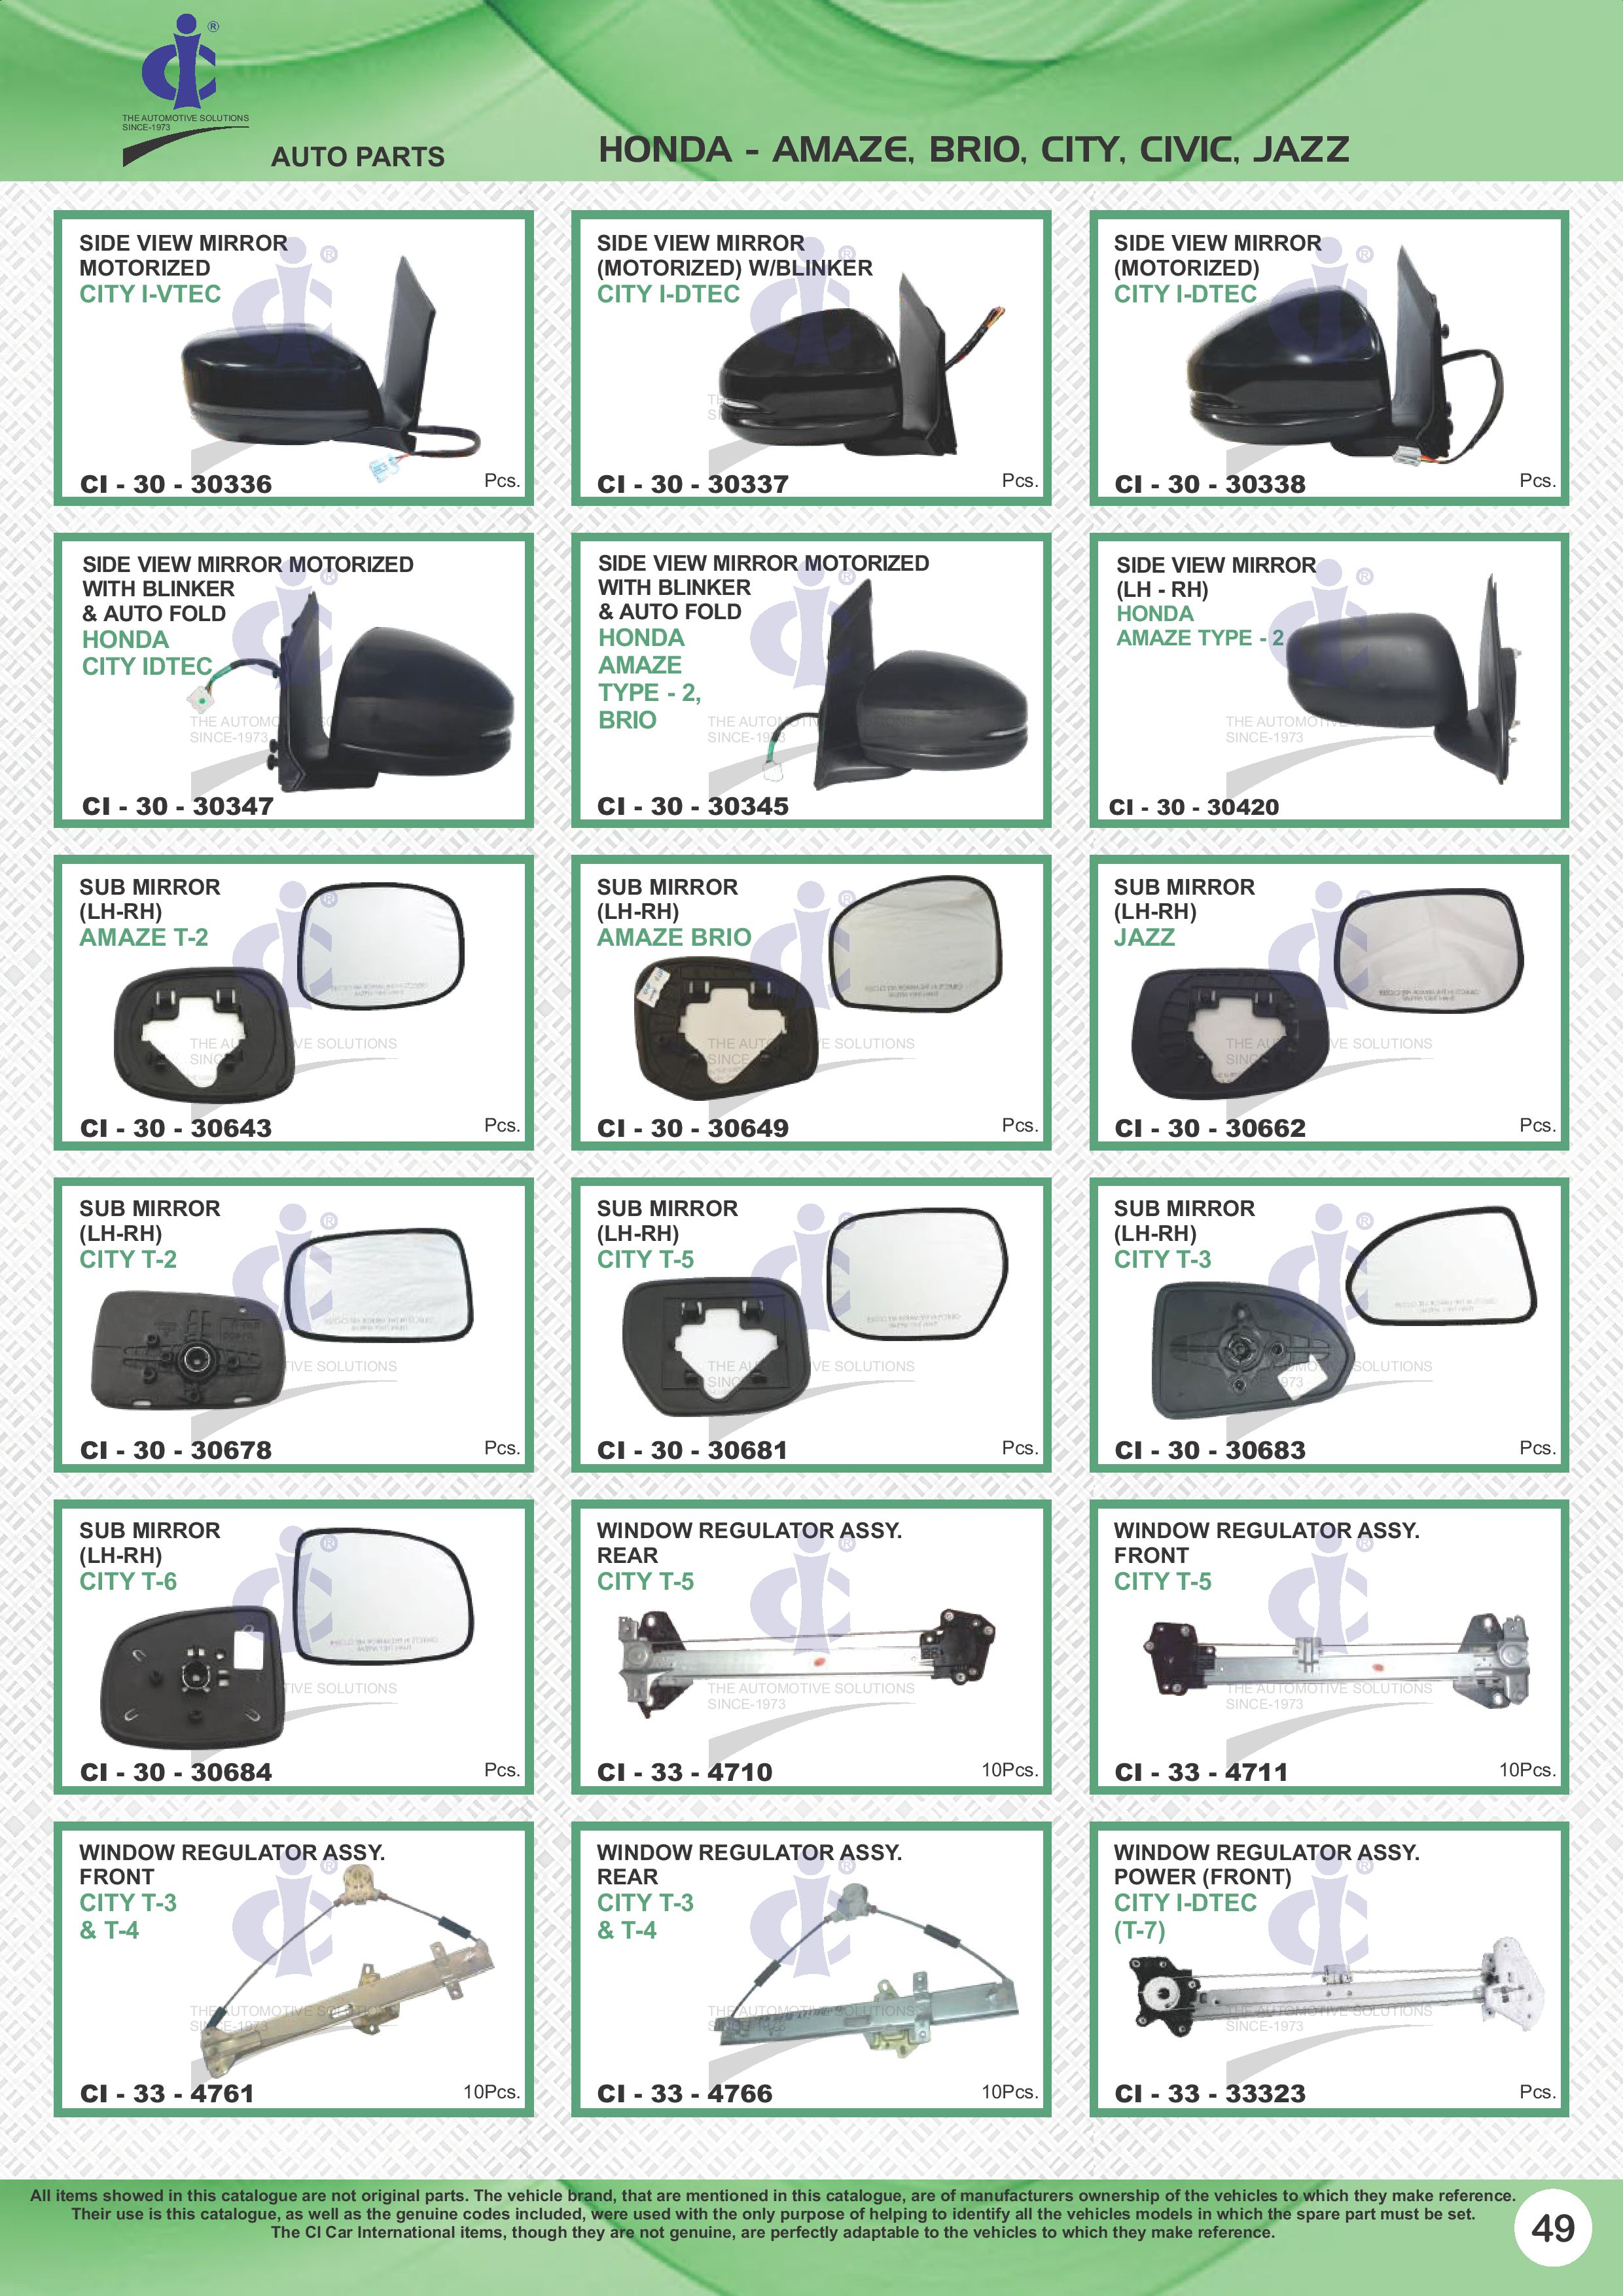 ®
THE AUTOMOTIVE SOLUTIONS
SINCE-1973
AUTO PARTS
HONDA - AMAZE, BRIO, CITY, CIVIC, JAZZ
SIDE VIEW MIRROR
MOTORIZED
CITY I-VTEC
CI - 30 - 30336
Pcs.
SIDE VIEW MIRROR
(MOTORIZED) W/BLINKER
CITY I-DTEC
CI - 30 - 30337
Pcs.
SIDE VIEW MIRROR
(MOTORIZED)
CITY I-DTEC
CI - 30 - 30338
Pcs.
SIDE VIEW MIRROR MOTORIZED
WITH BLINKER
& AUTO FOLD
HONDA
CITY IDTEC
CI - 30 - 30347
SIDE VIEW MIRROR MOTORIZED
WITH BLINKER
& AUTO FOLD
HONDA
AMAZE
TYPE - 2,
BRIO
CI - 30 - 30345
SIDE VIEW MIRROR
(LH - RH)
HONDA
AMAZE TYPE - 2
CI - 30 - 30420
SUB MIRROR
(LH-RH)
AMAZE T-2
CI - 30 - 30643
Pcs.
SUB MIRROR
(LH-RH)
AMAZE BRIO
CI - 30 - 30649
Pcs.
SUB MIRROR
(LH-RH)
JAZZ
CI - 30 - 30662
Pcs.
SUB MIRROR
(LH-RH)
CITY T-2
CI - 30 - 30678
Pcs.
SUB MIRROR
(LH-RH)
CITY T-5
CI - 30 - 30681
Pcs.
SUB MIRROR
(LH-RH)
CITY T-3
CI - 30 - 30683
Pcs.
SUB MIRROR
(LH-RH)
CITY T-6
CI - 30 - 30684
Pcs.
WINDOW REGULATOR ASSY.
REAR
CITY T-5
THE AUTOMOTIVE SOLUTIONS
SINCE-1973
CI - 33 - 4710
10Pcs.
WINDOW REGULATOR ASSY.
FRONT
CITY T-5
THE AUTOMOTIVE SOLUTIONS
SINCE-1973
CI - 33 - 4711
10Pcs.
WINDOW REGULATOR ASSY.
FRONT
CITY T-3
& T-4
CI - 33 - 4761
10Pcs.
WINDOW REGULATOR ASSY.
REAR
CITY T-3
& T-4
CI - 33 - 4766
10Pcs.
WINDOW REGULATOR ASSY.
POWER (FRONT)
CITY I-DTEC
(T-7)
THE AUTOMOTIVE SOLUTIONS
SINCE-1973
CI - 33 - 33323
Pcs.
All items showed in this catalogue are not original parts. The vehicle brand, that are mentioned in this catalogue, are of manufacturers ownership of the vehicles to which they make reference.
Their use is this catalogue, as well as the genuine codes included, were used with the only purpose of helping to identify all the vehicles models in which the spare part must be set.
The CI Car International items, though they are not genuine, are perfectly adaptable to the vehicles to which they make reference.
49